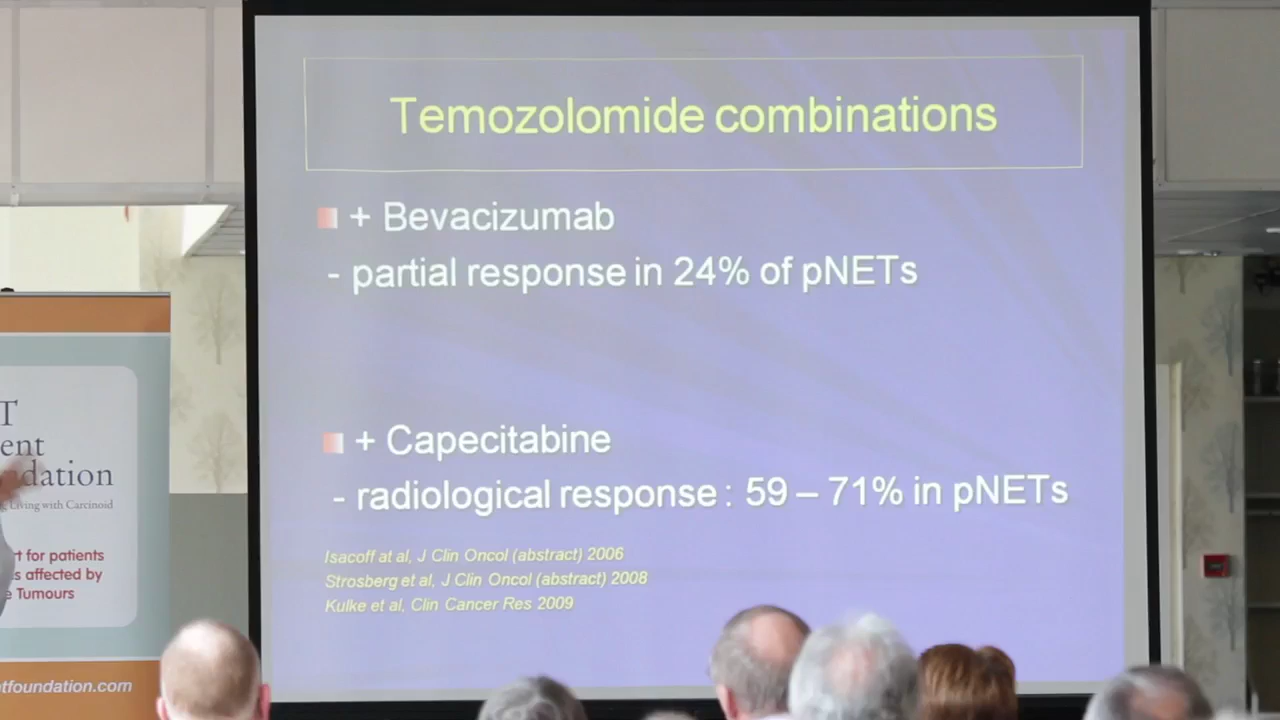 Temozolomide combinations
+ Bevacizumab
- partial response in 24% of pNETs
+ Capecitabine
- radiological response : 59 – 71% in pNETs
Isacoff at al, J Clin Oncol (abstract) 2006
Strosberg et al, J Clin Oncol (abstract) 2008
Kulke et al, Clin Cancer Res 2009
T
ent
ndation
Living with Carcinoid
rt for patients
s affected by
e Tumours
tfoundation.com